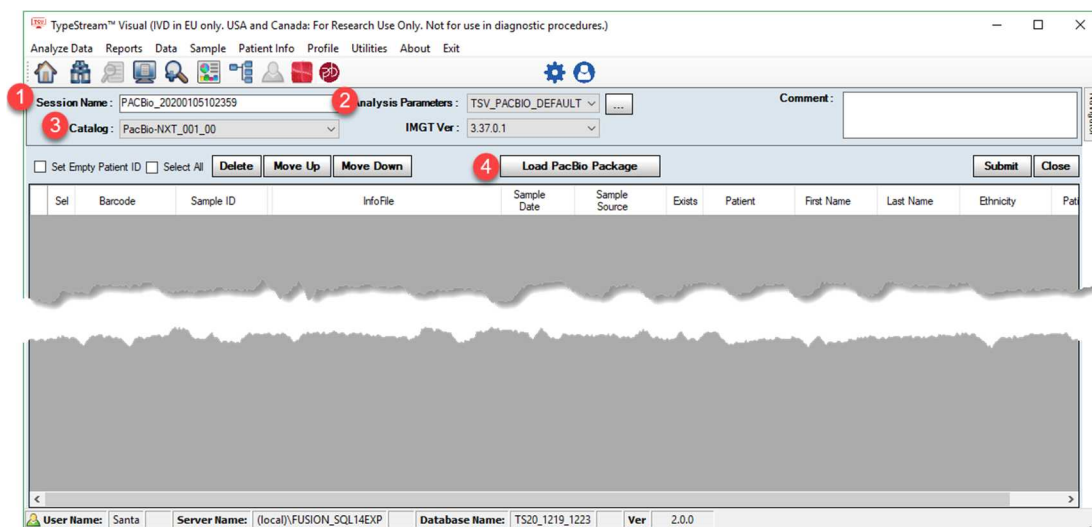 TSV TypeStream™ Visual (IVD in EU only. USA and Canada: For Research Use Only. Not for use in diagnostic procedures.)
Analyze Data Reports Data Sample Patient Info Profile Utilities About Exit
1 Session Name : PACBio_20200105102359 2 Analysis Parameters : TSV_PACBIO_DEFAULT ... Comment :
3 Catalog : PacBio-NXT_001_00 IMGT Ver : 3.37.0.1
Set Empty Patient ID Select All Delete Move Up Move Down 4 Load PacBio Package Submit Close
Sel Barcode Sample ID InfoFile Sample Date Sample Source Exists Patient First Name Last Name Ethnicity Pati
User Name: Santa Server Name: (local)\FUSION_SQL14EXP Database Name: TS20_1219_1223 Ver 2.0.0